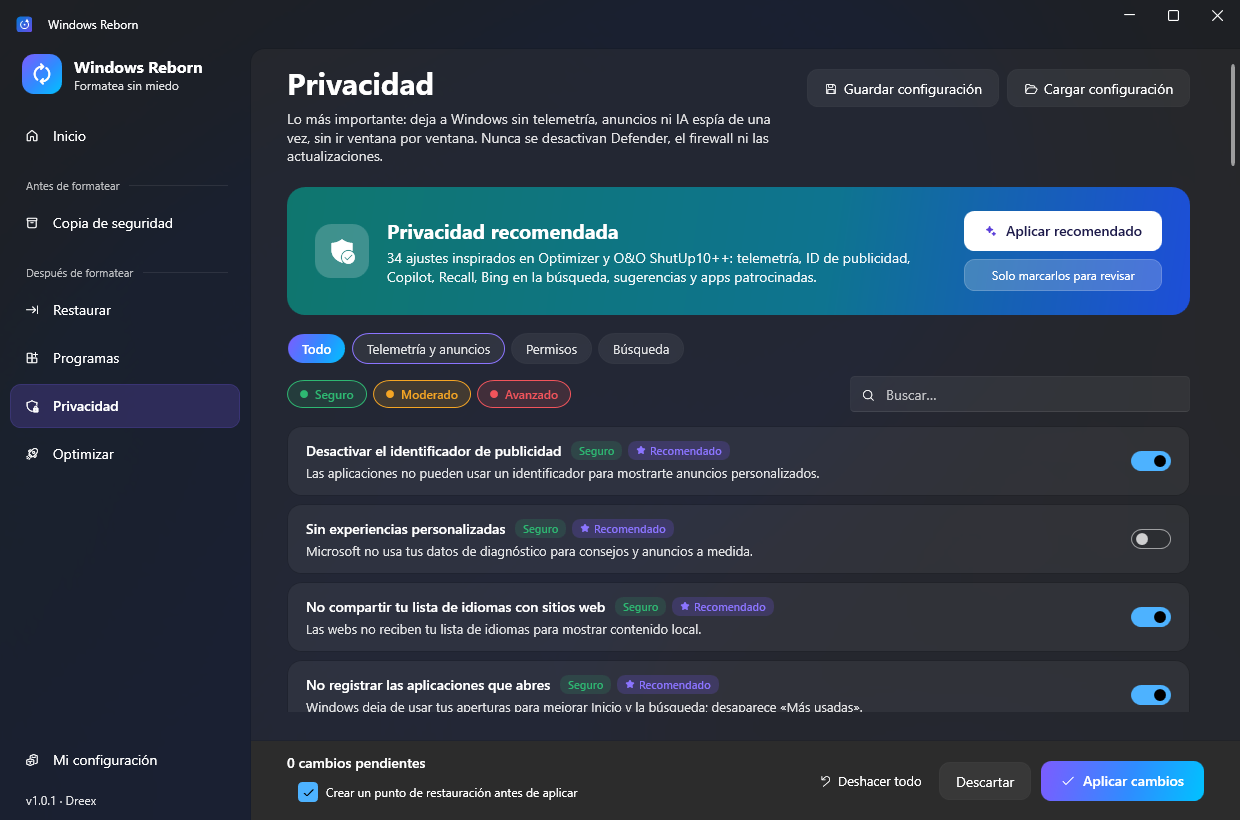 Windows Reborn
Windows Reborn
Formatea sin miedo
Inicio
Antes de formatear
Copia de seguridad
Después de formatear
Restaurar
Programas
Privacidad
Optimizar
Mi configuración
v1.0.1 · Dreex
Privacidad
Lo más importante: deja a Windows sin telemetría, anuncios ni IA espía de una
vez, sin ir ventana por ventana. Nunca se desactivan Defender, el firewall ni las
actualizaciones.
Guardar configuración
Cargar configuración
Privacidad recomendada
34 ajustes inspirados en Optimizer y O&O ShutUp10++: telemetría, ID de publicidad,
Copilot, Recall, Bing en la búsqueda, sugerencias y apps patrocinadas.
Aplicar recomendado
Solo marcarlos para revisar
Todo
Telemetría y anuncios
Permisos
Búsqueda
Seguro
Moderado
Avanzado
Buscar...
Desactivar el identificador de publicidad Seguro Recomendado
Las aplicaciones no pueden usar un identificador para mostrarte anuncios personalizados.
Sin experiencias personalizadas Seguro Recomendado
Microsoft no usa tus datos de diagnóstico para consejos y anuncios a medida.
No compartir tu lista de idiomas con sitios web Seguro Recomendado
Las webs no reciben tu lista de idiomas para mostrar contenido local.
No registrar las aplicaciones que abres Seguro Recomendado
Windows deja de usar tus aperturas para mejorar Inicio y la búsqueda; desaparece «Más usadas».
0 cambios pendientes
Crear un punto de restauración antes de aplicar
Deshacer todo
Descartar
Aplicar cambios